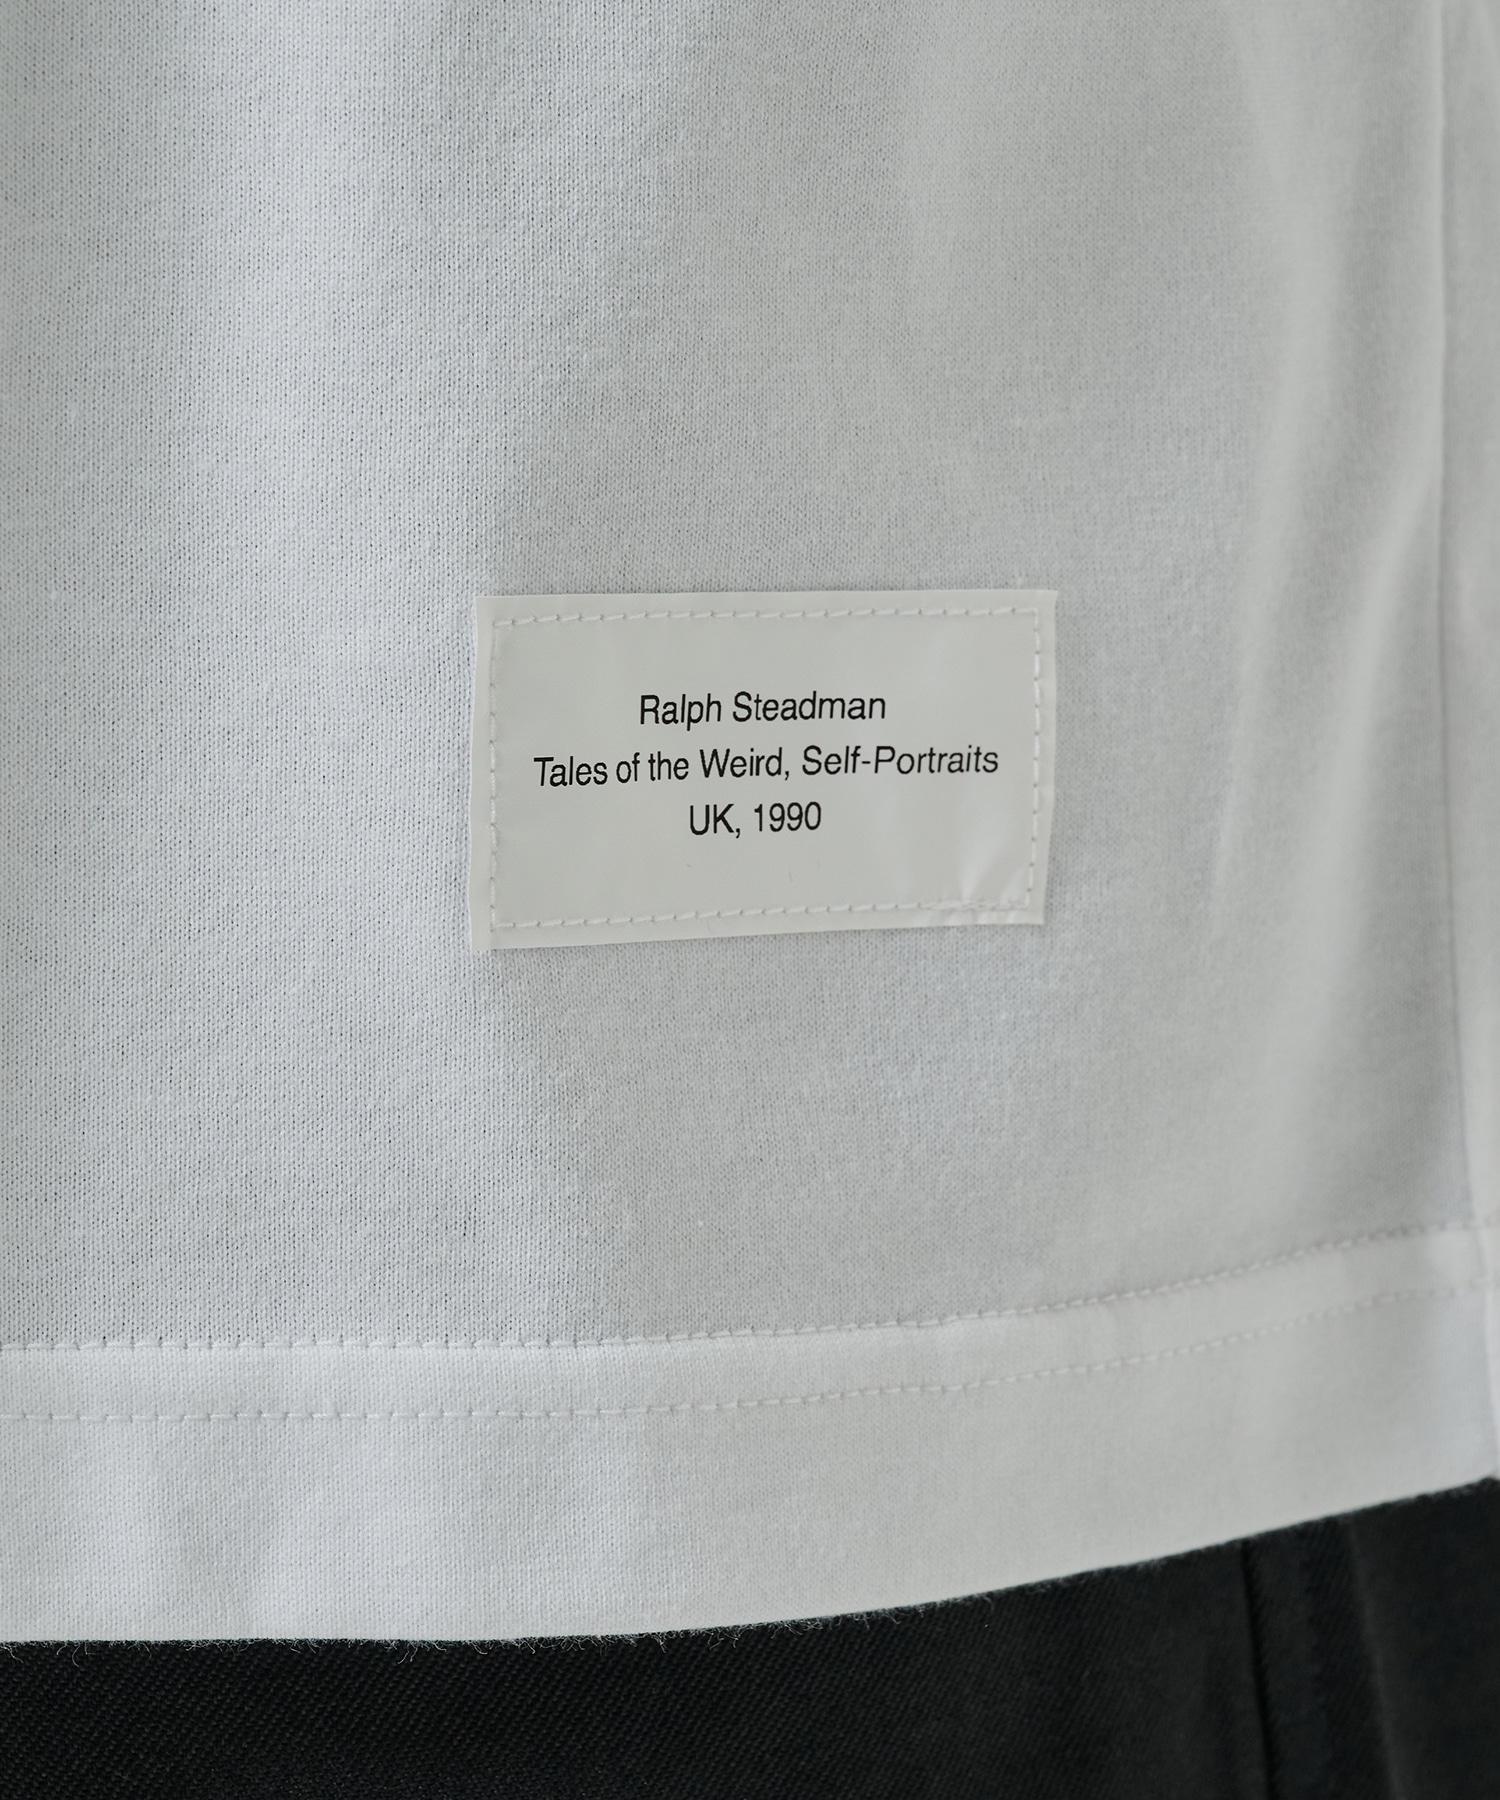 Ralph Steadman
Tales of the Weird, Self-Portraits
UK, 1990